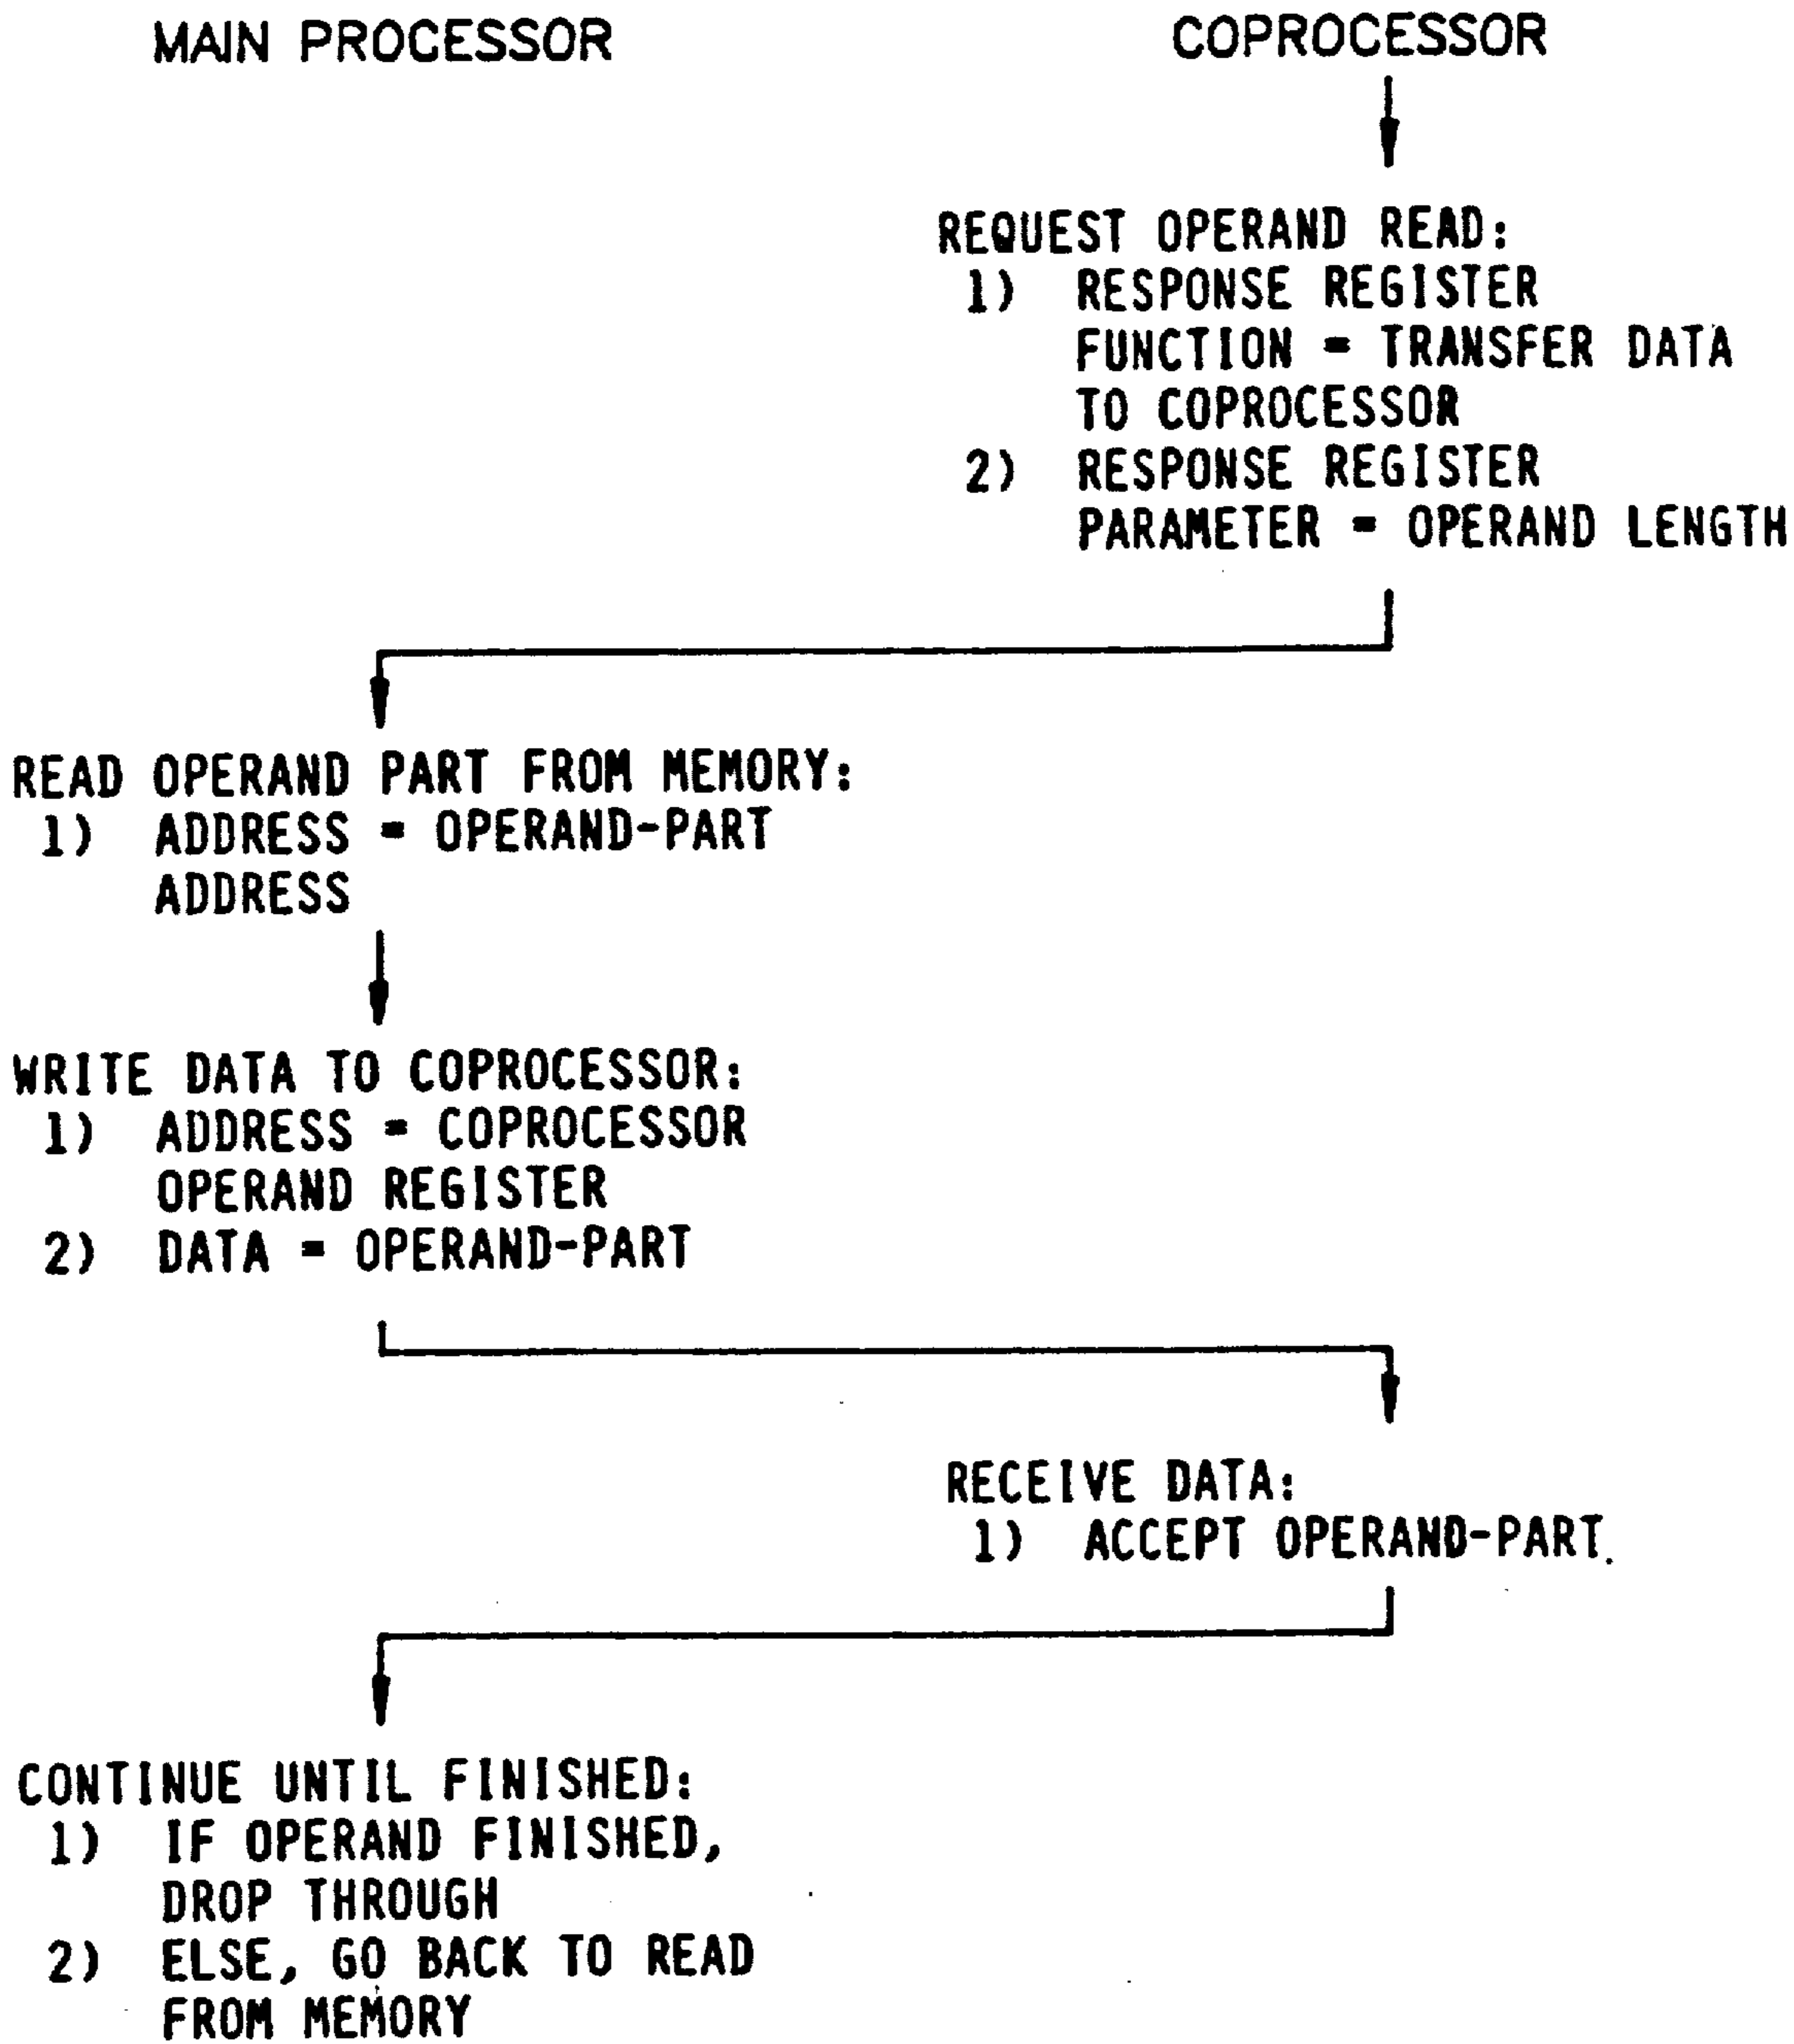 MAIN PROCESSOR
COPROCESSOR
REQUEST OPERAND READ:
1) RESPONSE REGISTER
FUNCTION = TRANSFER DATA
TO COPROCESSOR
2) RESPONSE REGISTER
PARAMETER = OPERAND LENGTH
READ OPERAND PART FROM MEMORY:
1) ADDRESS = OPERAND-PART
ADDRESS
WRITE DATA TO COPROCESSOR:
1) ADDRESS = COPROCESSOR
OPERAND REGISTER
2) DATA = OPERAND-PART
RECEIVE DATA:
1) ACCEPT OPERAND-PART
CONTINUE UNTIL FINISHED:
1) IF OPERAND FINISHED,
DROP THROUGH
2) ELSE, GO BACK TO READ
FROM MEMORY